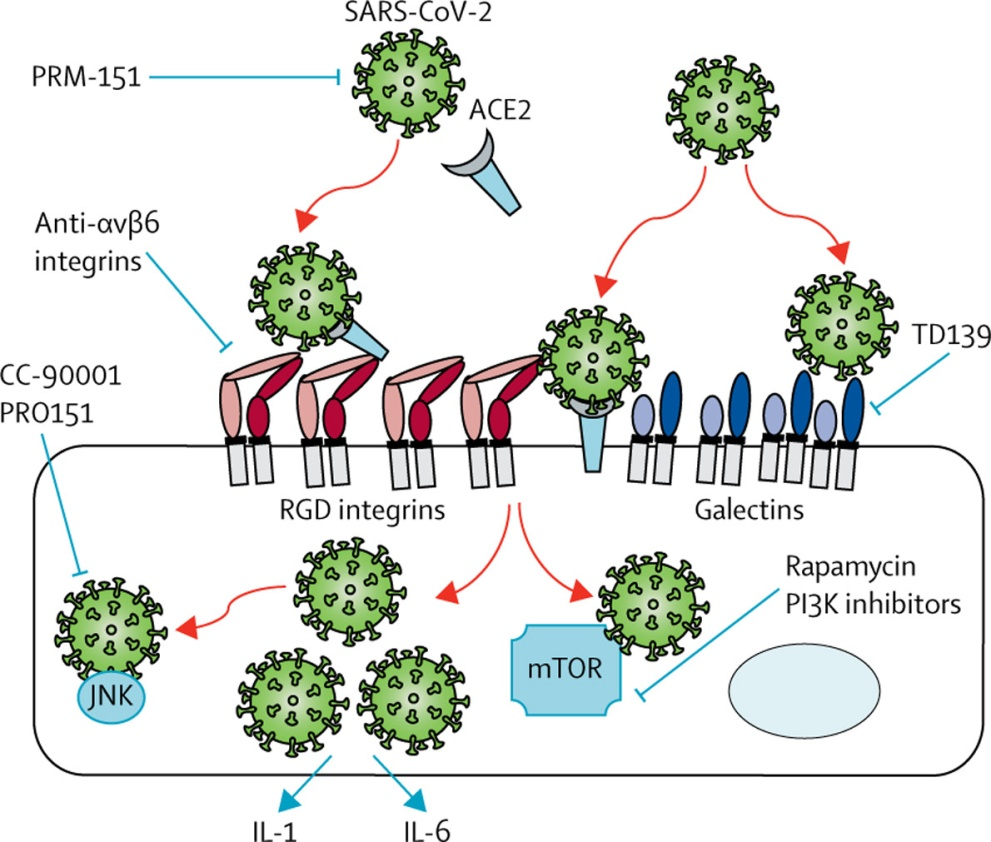 SARS-CoV-2
PRM-151
ACE2
Anti-αvβ6
integrins
TD139
CC-90001
PRO151
RGD integrins
Galectins
Rapamycin
PI3K inhibitors
mTOR
JNK
IL-1
IL-6